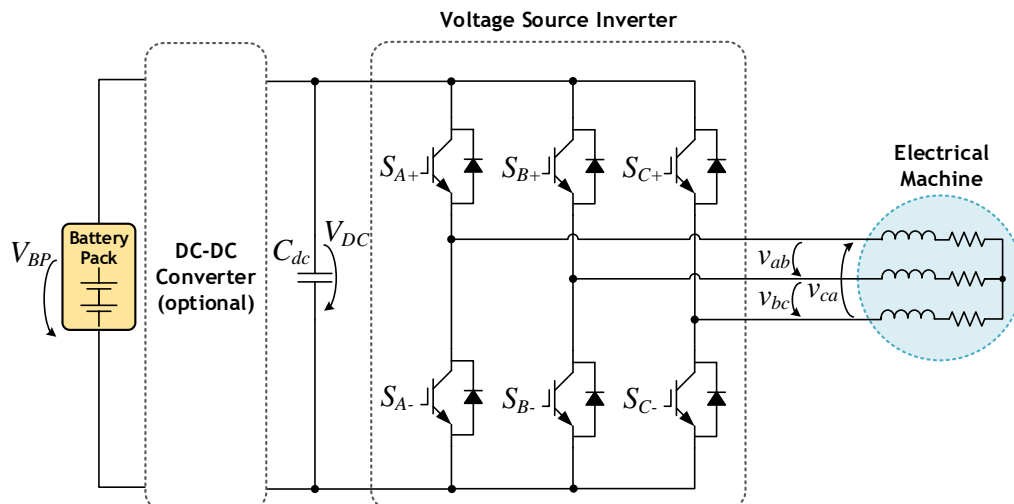 Voltage Source Inverter
V_BP
Battery
Pack
DC-DC
Converter
(optional)
C_dc
V_DC
S_A+
S_B+
S_C+
S_A-
S_B-
S_C-
v_ab
v_bc
v_ca
Electrical
Machine